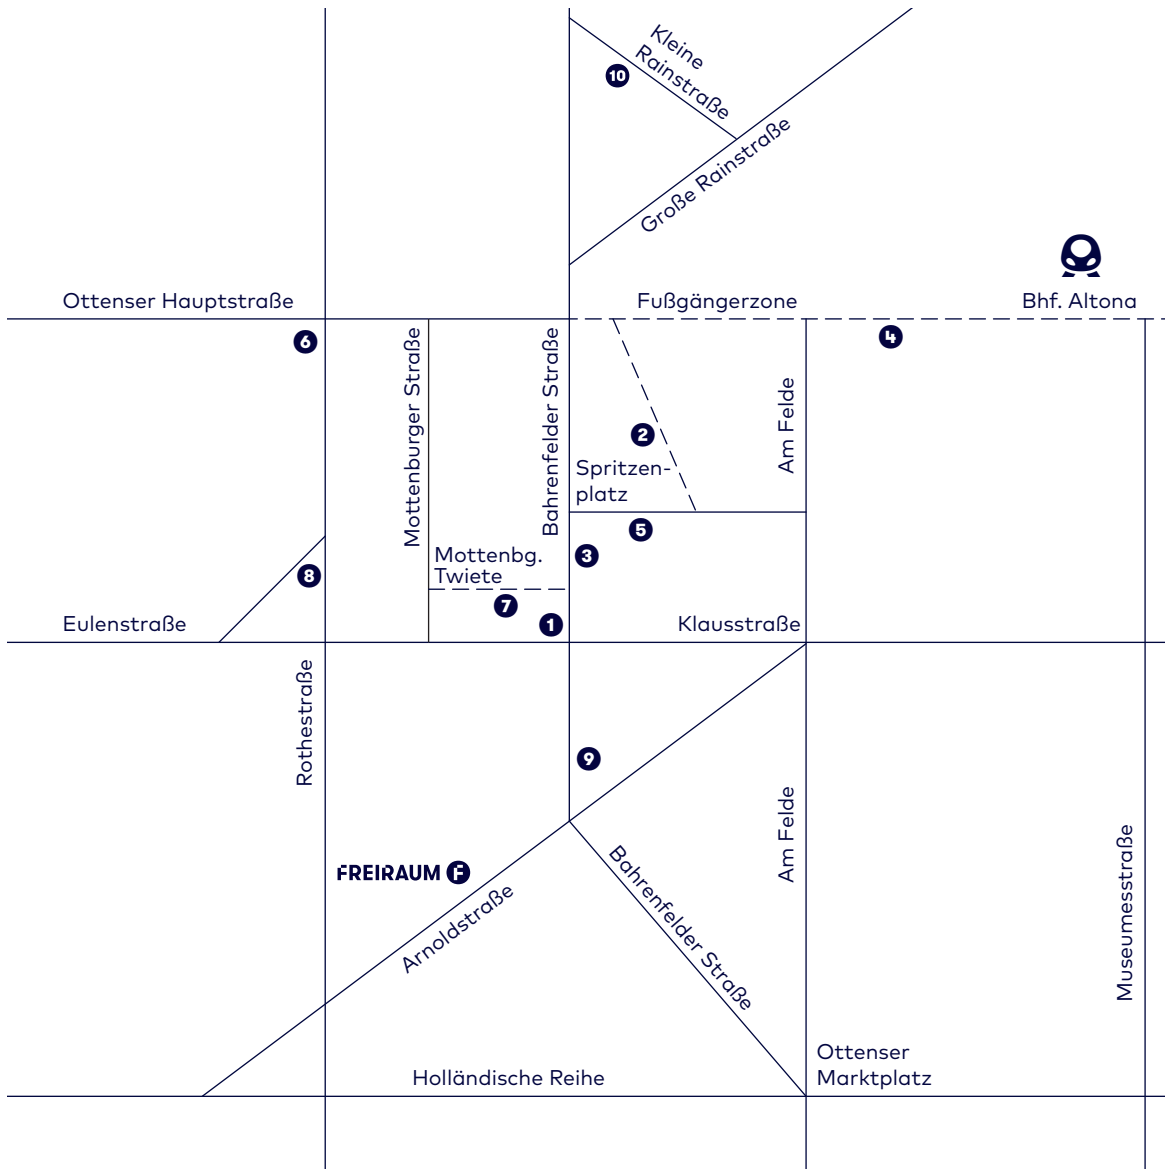 Kleine
Rainstraße
10
Große Rainstraße
Ottenser Hauptstraße
Fußgängerzone
Bhf. Altona
6
4
Mottenburger Straße
Bahrenfelder Straße
Am Felde
2
Spritzen-
platz
5
3
Mottenbg.
Twiete
8
7
1
Eulenstraße
Klausstraße
Rothestraße
9
FREIRAUM F
Arnoldstraße
Bahrenfelder Straße
Am Felde
Museumesstraße
Ottenser
Marktplatz
Holländische Reihe